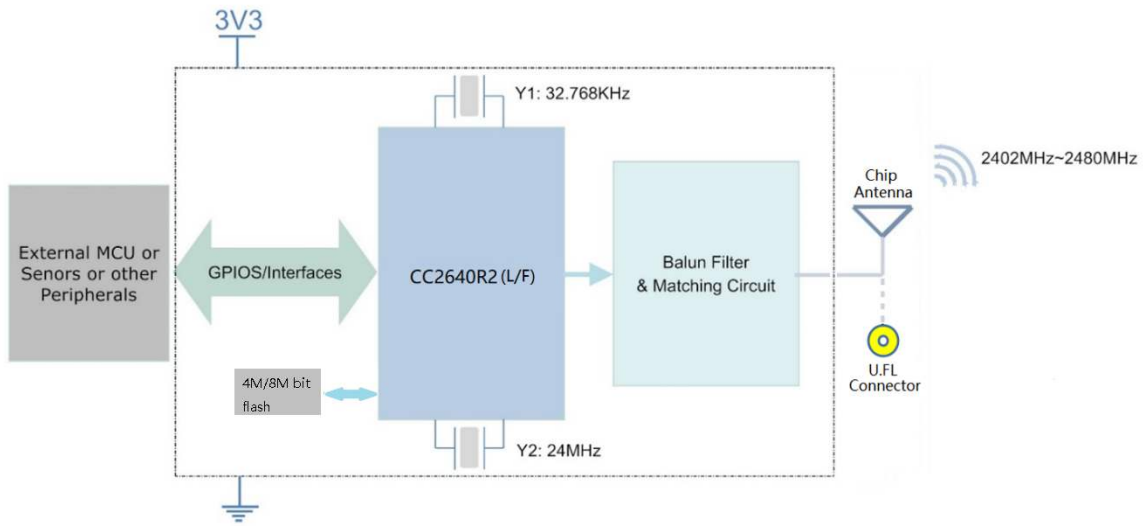 3V3
Y1: 32.768KHz
2402MHz~2480MHz
Chip
Antenna
External MCU or
Senors or other
Peripherals
GPIOS/Interfaces
CC2640R2 (L/F)
Balun Filter
& Matching Circuit
U.FL
Connector
4M/8M bit
flash
Y2: 24MHz